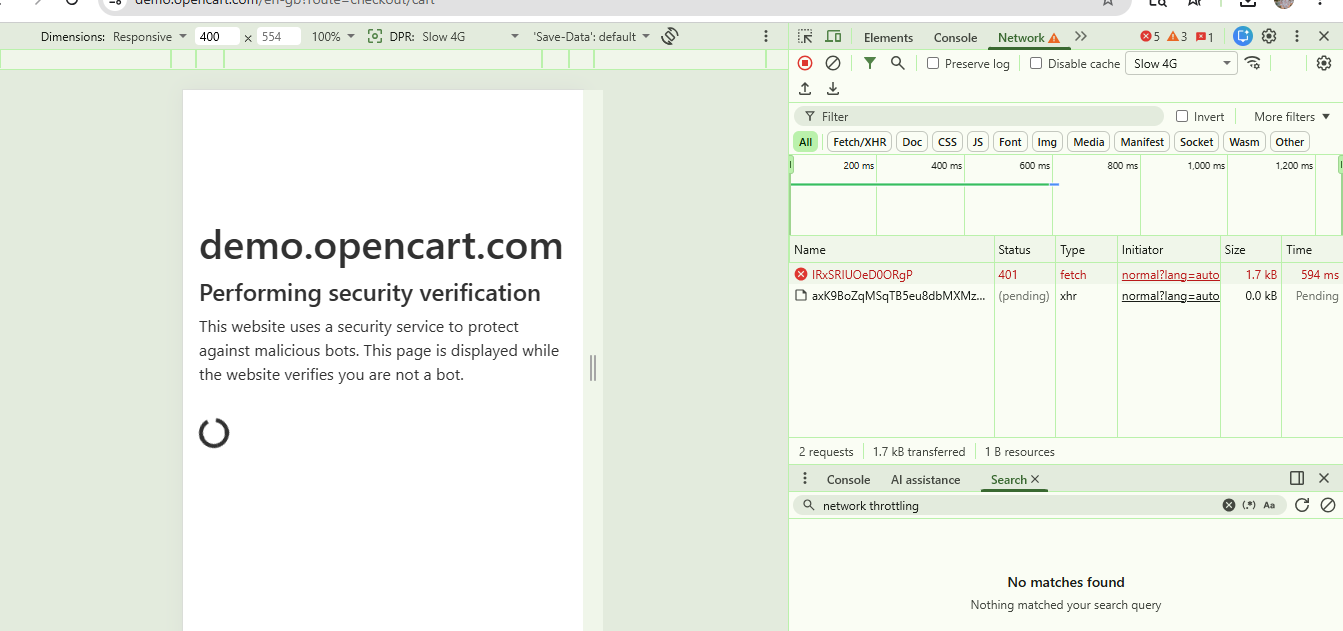 demo.opencart.com/en-gb?route=checkout/cart
Dimensions: Responsive 400 × 554 100% DPR: Slow 4G 'Save-Data': default
Elements Console Network 5 3 1
Preserve log Disable cache Slow 4G
Filter Invert More filters
All Fetch/XHR Doc CSS JS Font Img Media Manifest Socket Wasm Other
200 ms 400 ms 600 ms 800 ms 1,000 ms 1,200 ms
Name Status Type Initiator Size Time
IRxSRIUOeD0ORgP 401 fetch normal?lang=auto 1.7 kB 594 ms
axK9BoZqMSqTB5eu8dbMXMz... (pending) xhr normal?lang=auto 0.0 kB Pending
2 requests 1.7 kB transferred 1 B resources
Console AI assistance Search
network throttling (.*) Aa
No matches found
Nothing matched your search query
demo.opencart.com
Performing security verification
This website uses a security service to protect
against malicious bots. This page is displayed while
the website verifies you are not a bot.